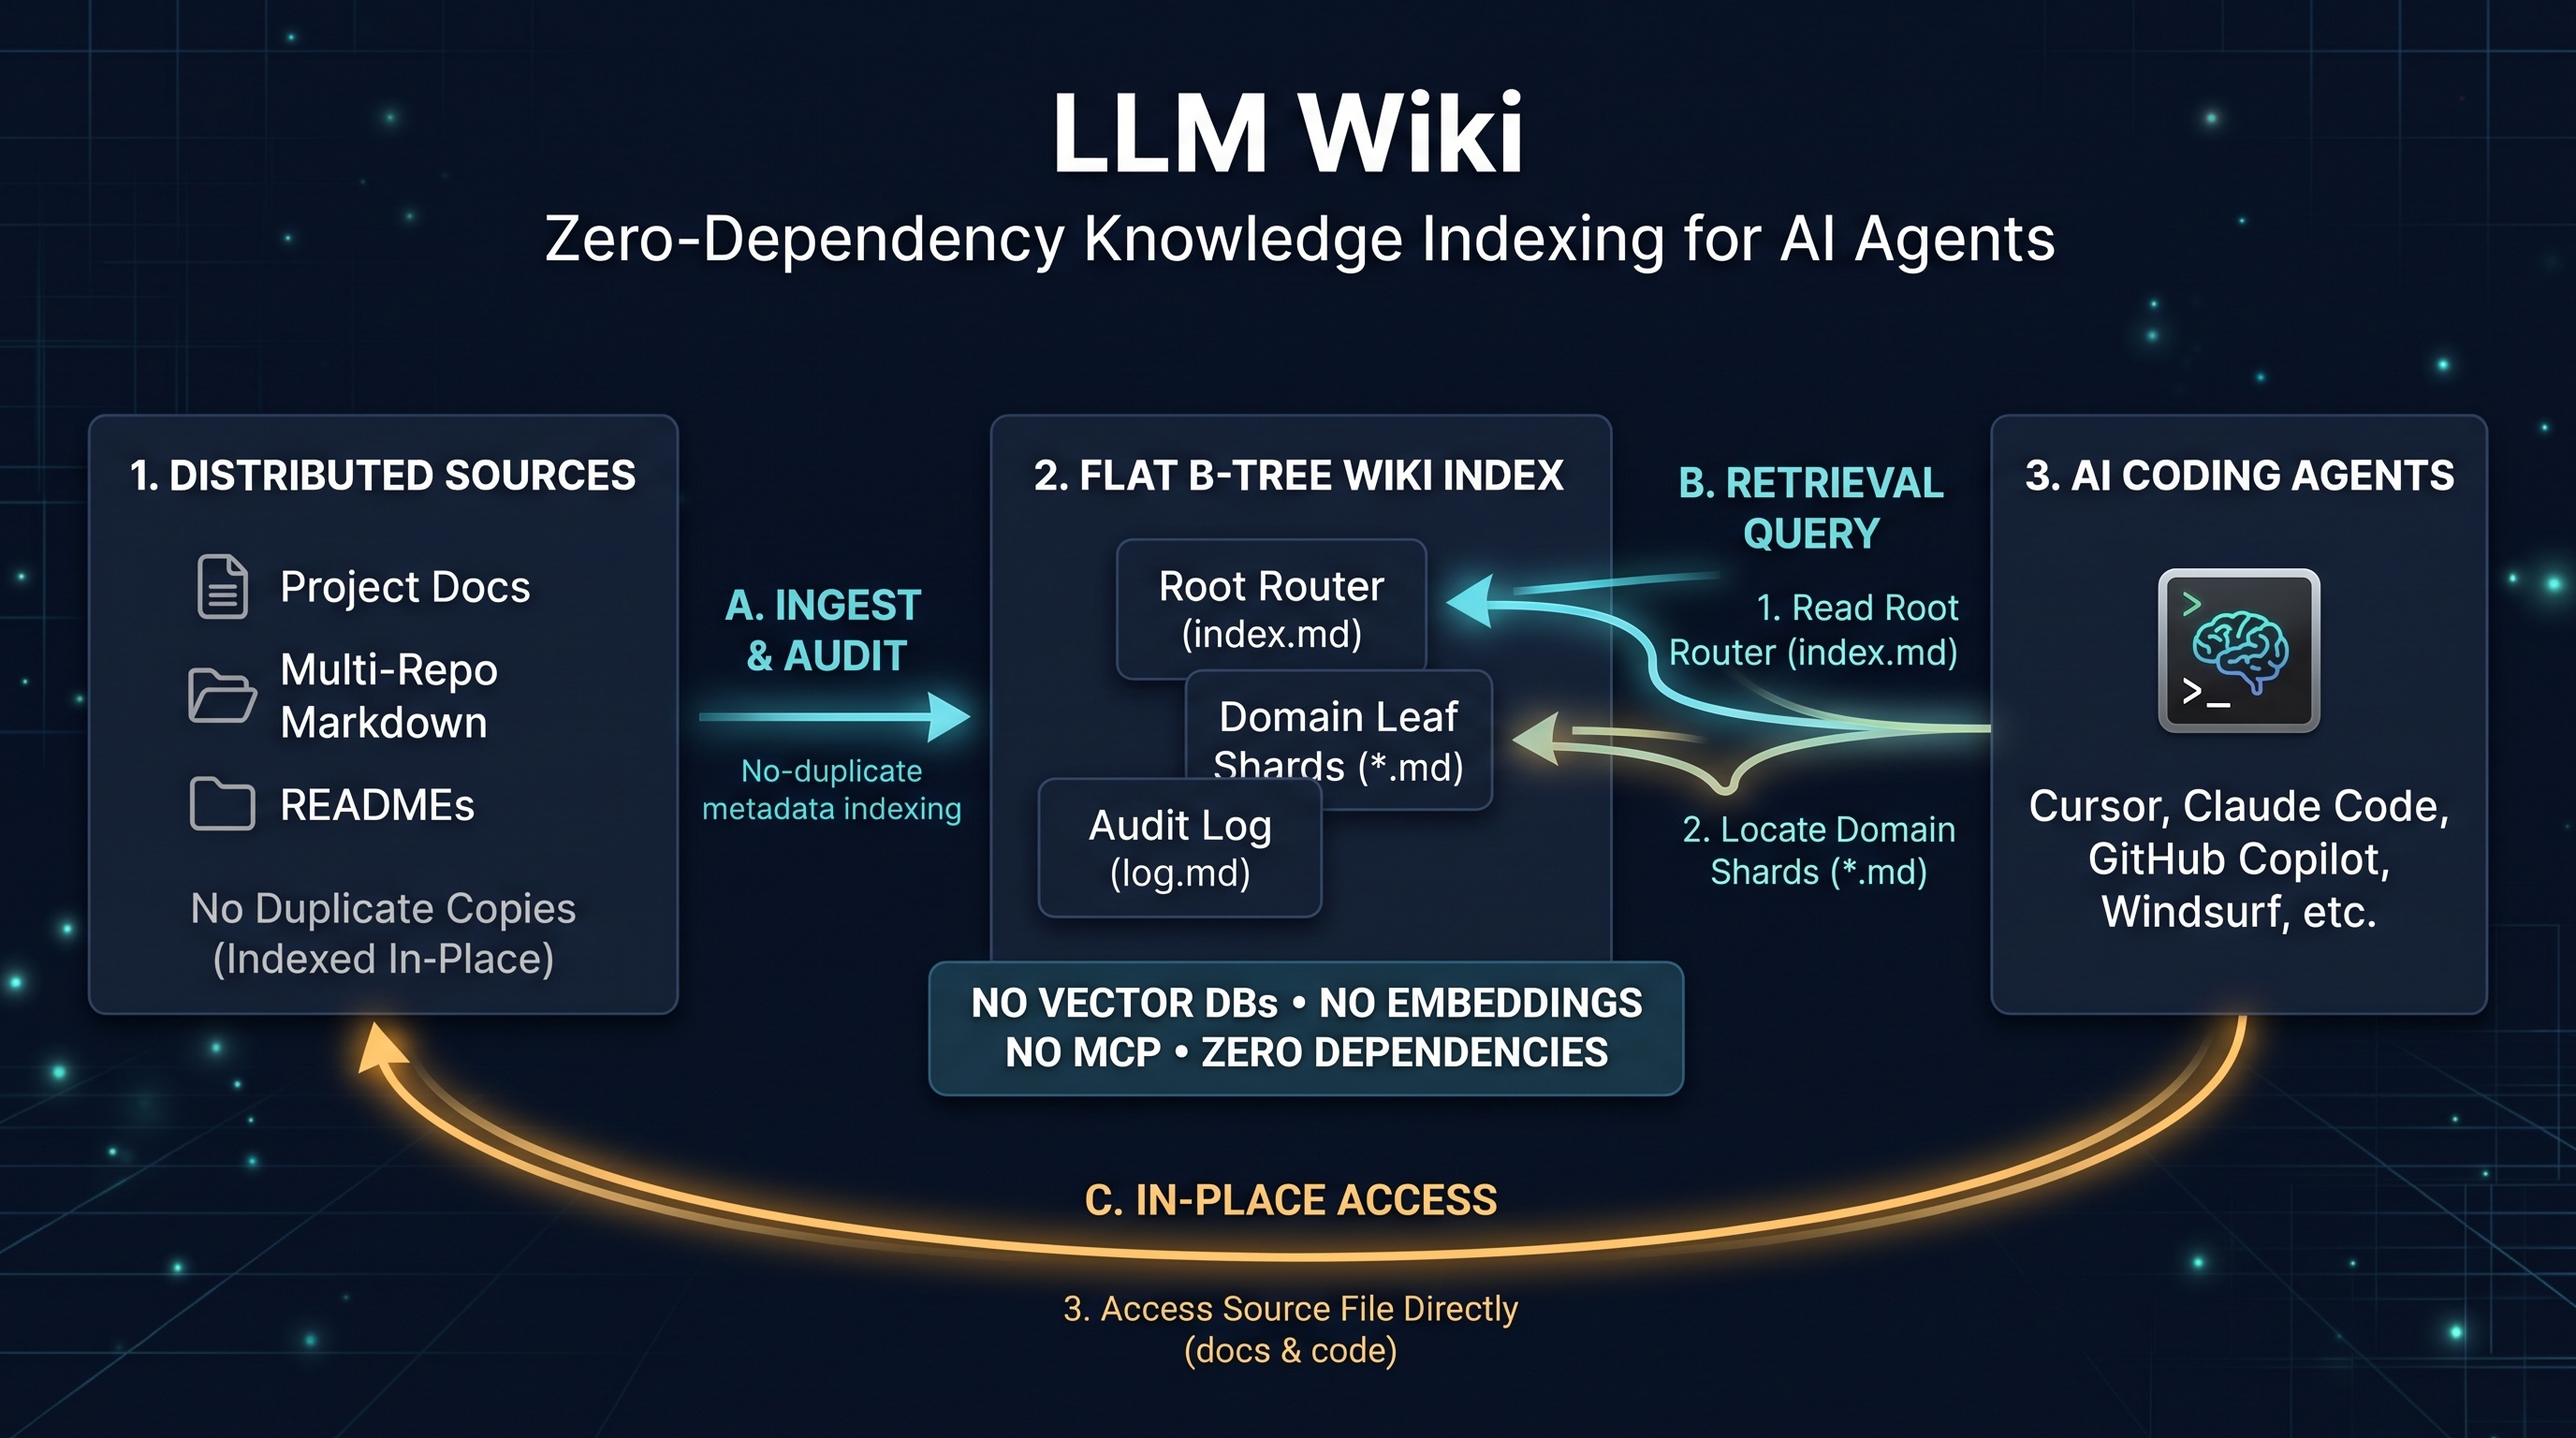 LLM Wiki
Zero-Dependency Knowledge Indexing for AI Agents
1. DISTRIBUTED SOURCES
Project Docs
Multi-Repo
Markdown
READMEs
No Duplicate Copies
(Indexed In-Place)
A. INGEST
& AUDIT
No-duplicate
metadata indexing
2. FLAT B-TREE WIKI INDEX
Root Router
(index.md)
Domain Leaf
Shards (*.md)
Audit Log
(log.md)
NO VECTOR DBs • NO EMBEDDINGS
NO MCP • ZERO DEPENDENCIES
B. RETRIEVAL
QUERY
1. Read Root
Router (index.md)
2. Locate Domain
Shards (*.md)
3. AI CODING AGENTS
>
>_
Cursor, Claude Code,
GitHub Copilot,
Windsurf, etc.
C. IN-PLACE ACCESS
3. Access Source File Directly
(docs & code)